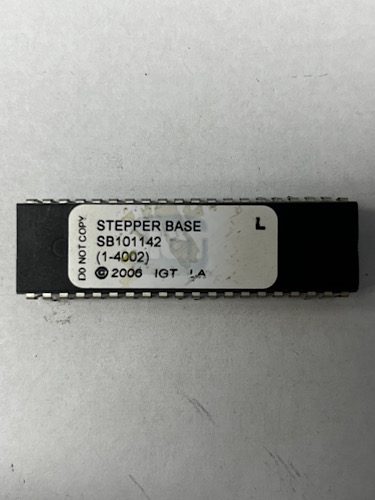 DO NOT COPY
STEPPER BASE
L
SB101142
(1-4002)
© 2006 IGT LA